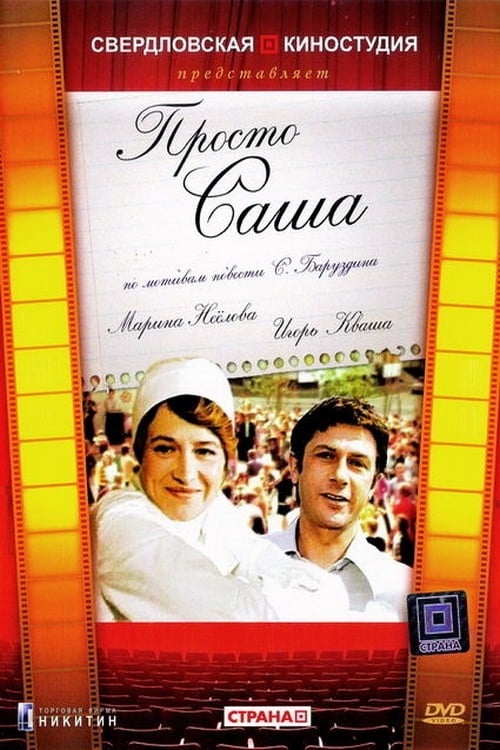 СВЕРДЛОВСКАЯ КИНОСТУДИЯ
представляет
Просто
Саша
по мотивам повести С. Баруздина
Марина Неёлова
Игорь Кваша
СТРАНА
ТОРГОВАЯ ФИРМА
НИКИТИН
СТРАНА
DVD
VIDEO